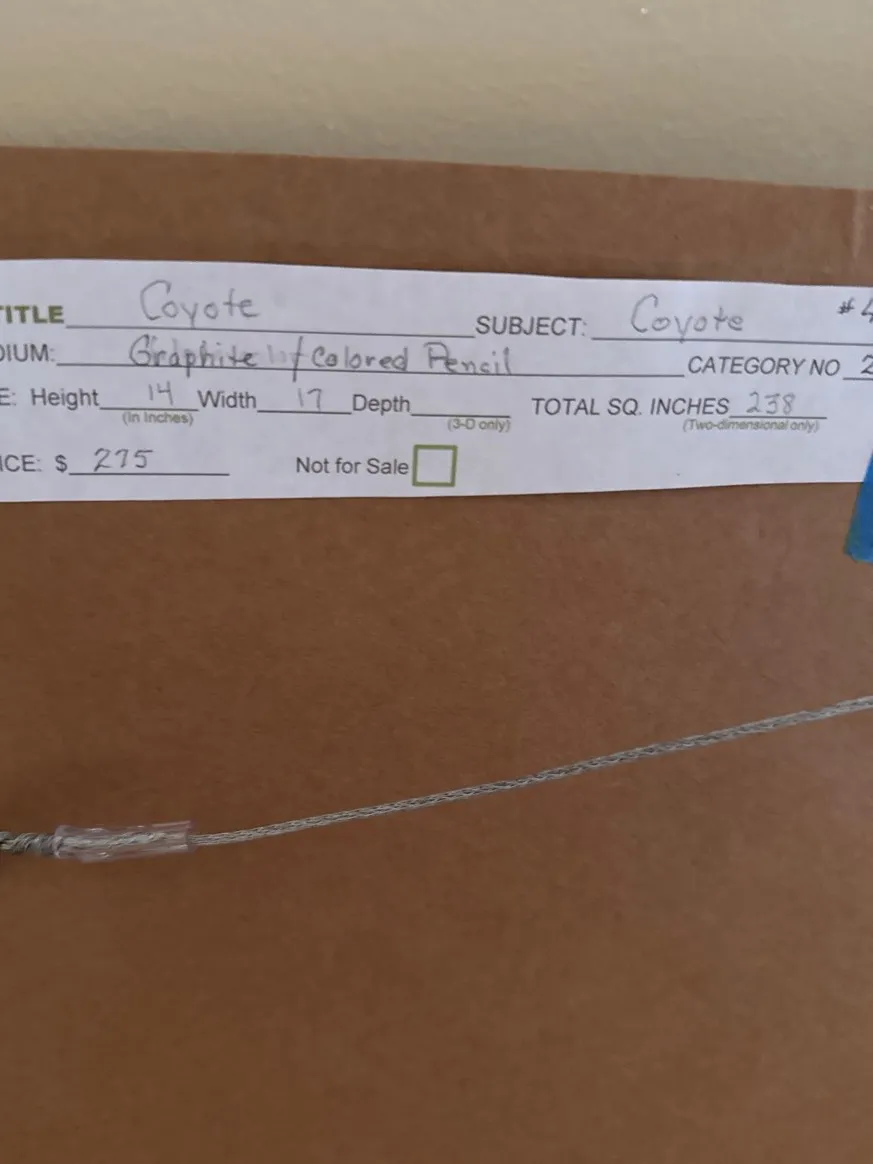 TITLE Coyote SUBJECT: Coyote #4
DIUM: Graphite w/ Colored Pencil CATEGORY NO 2
E: Height 14 Width 17 Depth TOTAL SQ. INCHES 238
(In Inches) (3-D only) (Two-dimensional only)
ICE: $ 275 Not for Sale